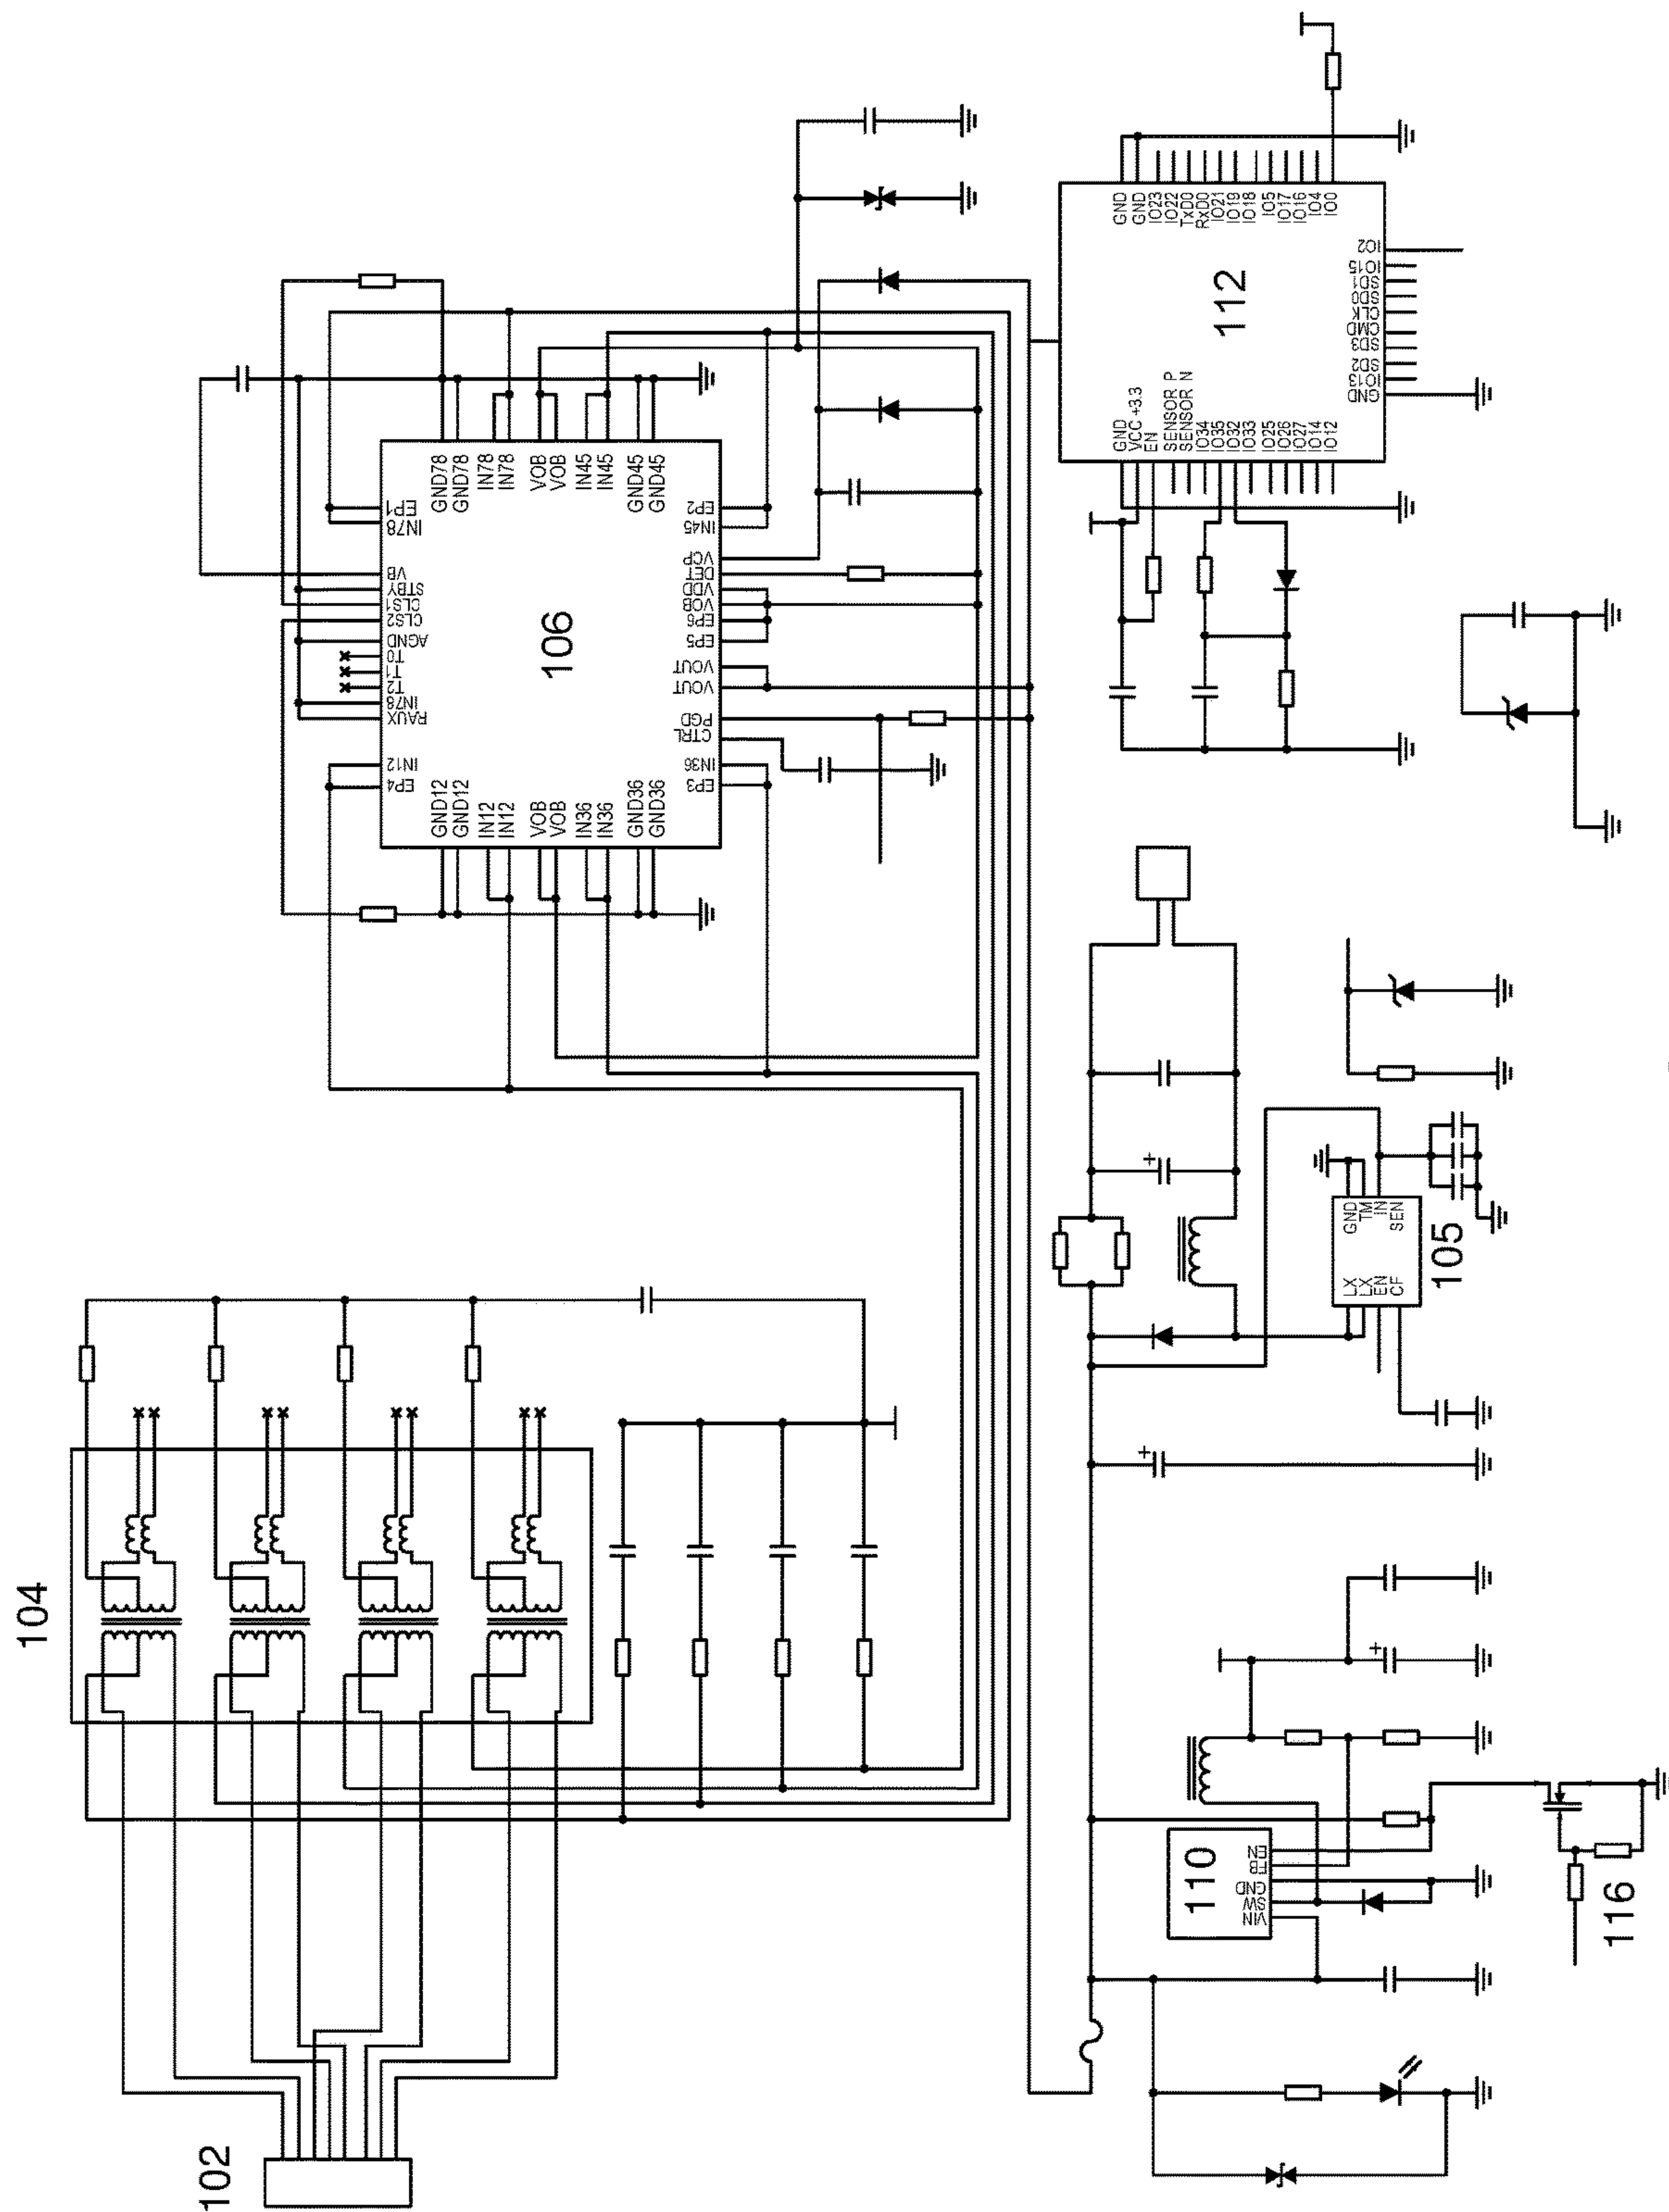 102
104
106
GND78
GND78
IN78
IN78
VOB
VOB
IN45
IN45
GND45
GND45
EP1
IN78
VB
STBY
CLS1
CLS2
AGND
T0
T1
T2
IN78
RAUX
IN12
EP4
EP2
IN45
VCP
DET
VDD
VOB
EP6
EP5
VOUT
VOUT
PGD
CTRL
IN36
EP3
GND12
GND12
IN12
IN12
VOB
VOB
IN36
IN36
GND36
GND36
112
GND
GND
IO23
IO22
TxD0
RxD0
IO21
IO19
IO18
IO5
IO17
IO16
IO4
IO0
IO2
IO15
SD1
SD0
CLK
CMD
SD3
SD2
IO13
GND
GND
VCC +3.3
EN
SENSOR P
SENSOR N
IO34
IO35
IO32
IO33
IO25
IO26
IO27
IO14
IO12
105
GND
TM
IN
SEN
LX
LX
EN
CF
+
+
+
110
EN
FB
GND
SW
VIN
116